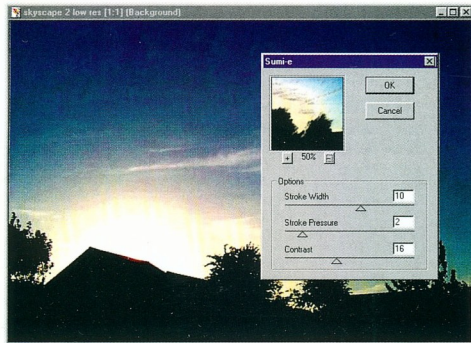 skyscape 2 low res [1:1] (Background)
Sumi-e
OK
Cancel
50%
Options
Stroke Width
10
Stroke Pressure
2
Contrast
16